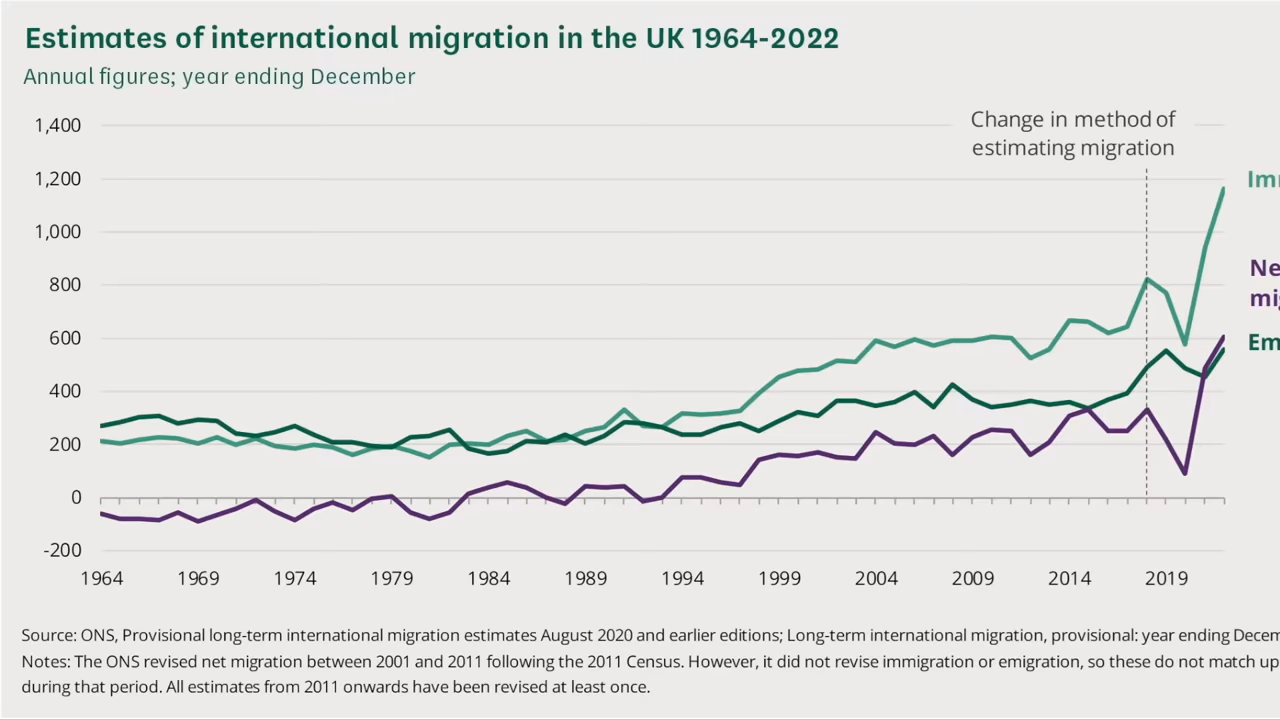 Estimates of international migration in the UK 1964-2022
Annual figures; year ending December
1,400
Change in method of
estimating migration
1,200
1,000
800
600
400
200
0
-200
1964 1969 1974 1979 1984 1989 1994 1999 2004 2009 2014 2019
Source: ONS, Provisional long-term international migration estimates August 2020 and earlier editions; Long-term international migration, provisional: year ending
Notes: The ONS revised net migration between 2001 and 2011 following the 2011 Census. However, it did not revise immigration or emigration, so these do not match up
during that period. All estimates from 2011 onwards have been revised at least once.